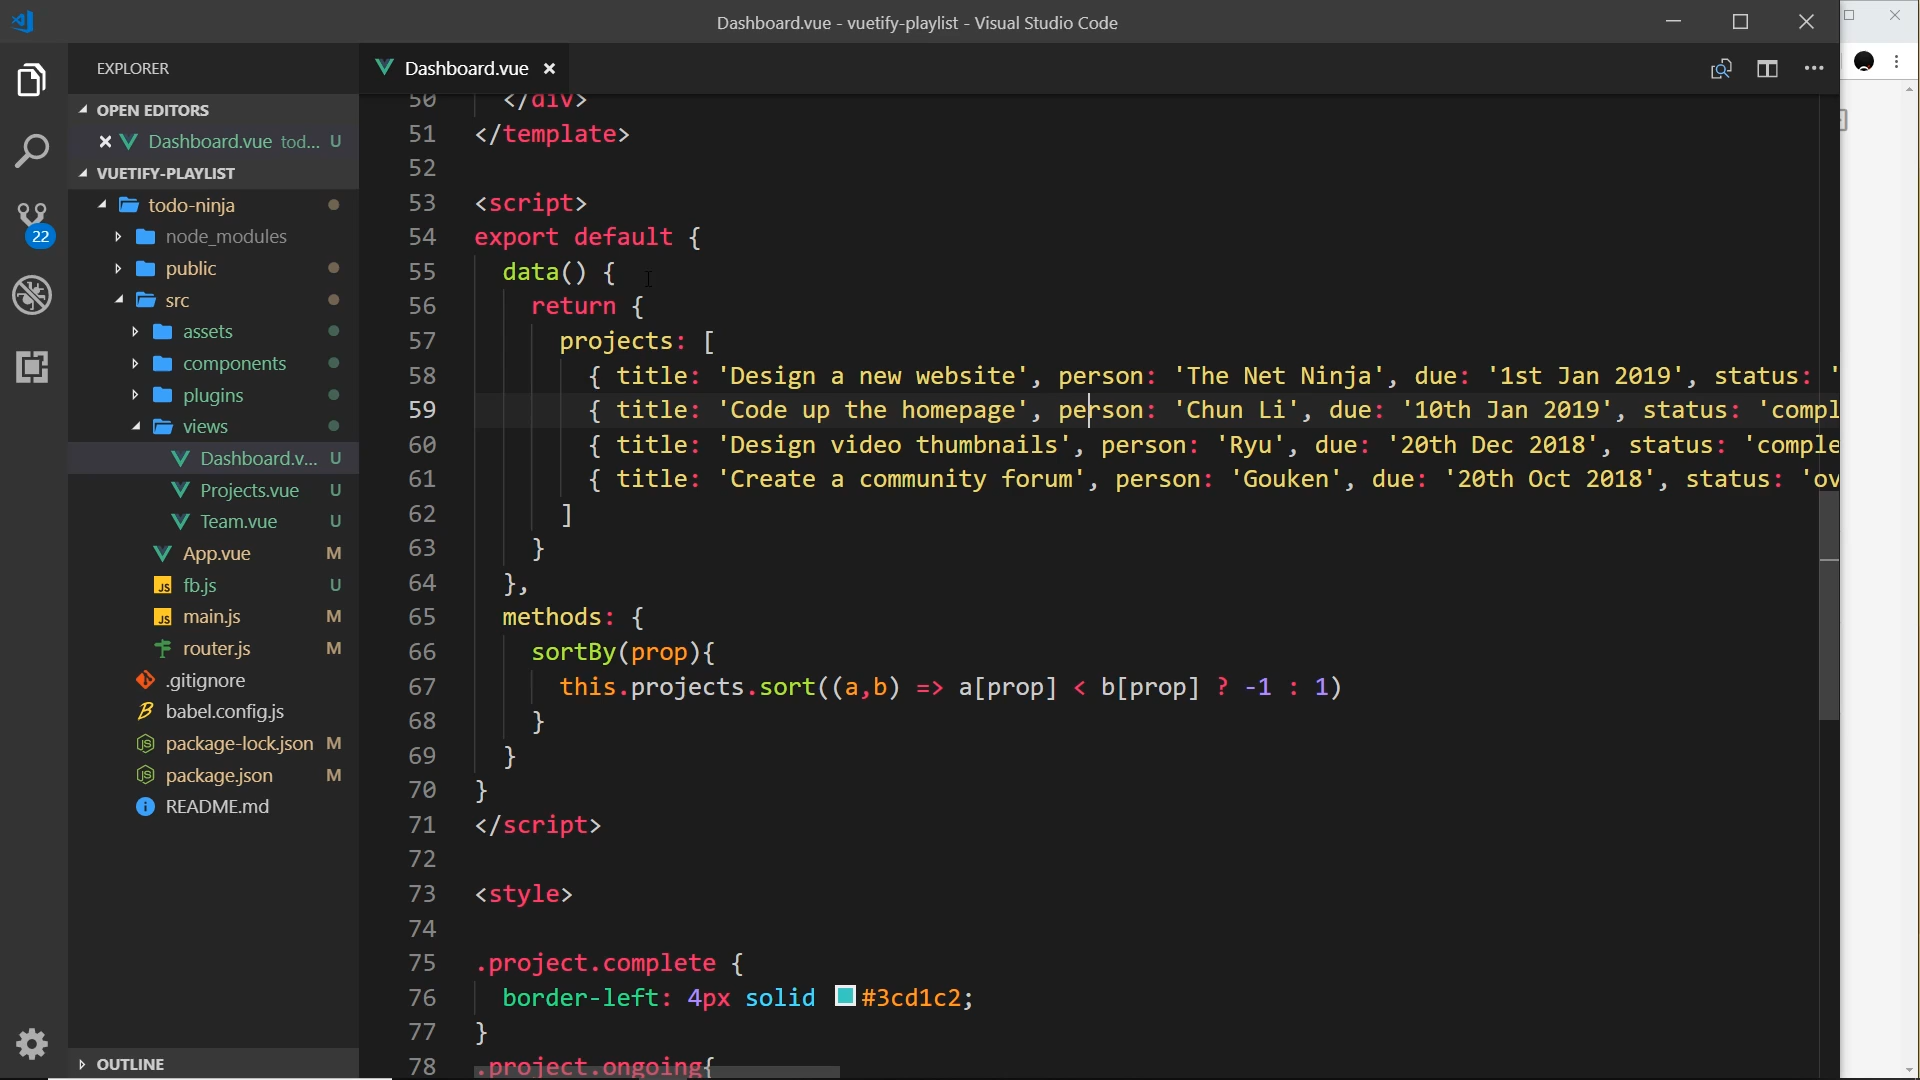 Dashboard.vue - vuetify-playlist - Visual Studio Code
EXPLORER
Dashboard.vue
OPEN EDITORS
Dashboard.vue tod... U
VUETIFY-PLAYLIST
todo-ninja
node_modules
22
public
src
assets
components
plugins
views
Dashboard.v... U
Projects.vue U
Team.vue U
App.vue M
JS fb.js U
JS main.js M
router.js M
.gitignore
babel.config.js
package-lock.json M
package.json M
README.md
OUTLINE
50 </div>
51 </template>
52
53 <script>
54 export default {
55 data() {
56 return {
57 projects: [
58 { title: 'Design a new website', person: 'The Net Ninja', due: '1st Jan 2019', status: '
59 { title: 'Code up the homepage', person: 'Chun Li', due: '10th Jan 2019', status: 'compl
60 { title: 'Design video thumbnails', person: 'Ryu', due: '20th Dec 2018', status: 'comple
61 { title: 'Create a community forum', person: 'Gouken', due: '20th Oct 2018', status: 'ov
62 ]
63 }
64 },
65 methods: {
66 sortBy(prop){
67 this.projects.sort((a,b) => a[prop] < b[prop] ? -1 : 1)
68 }
69 }
70 }
71 </script>
72
73 <style>
74
75 .project.complete {
76 border-left: 4px solid #3cd1c2;
77 }
78 .project.ongoing{